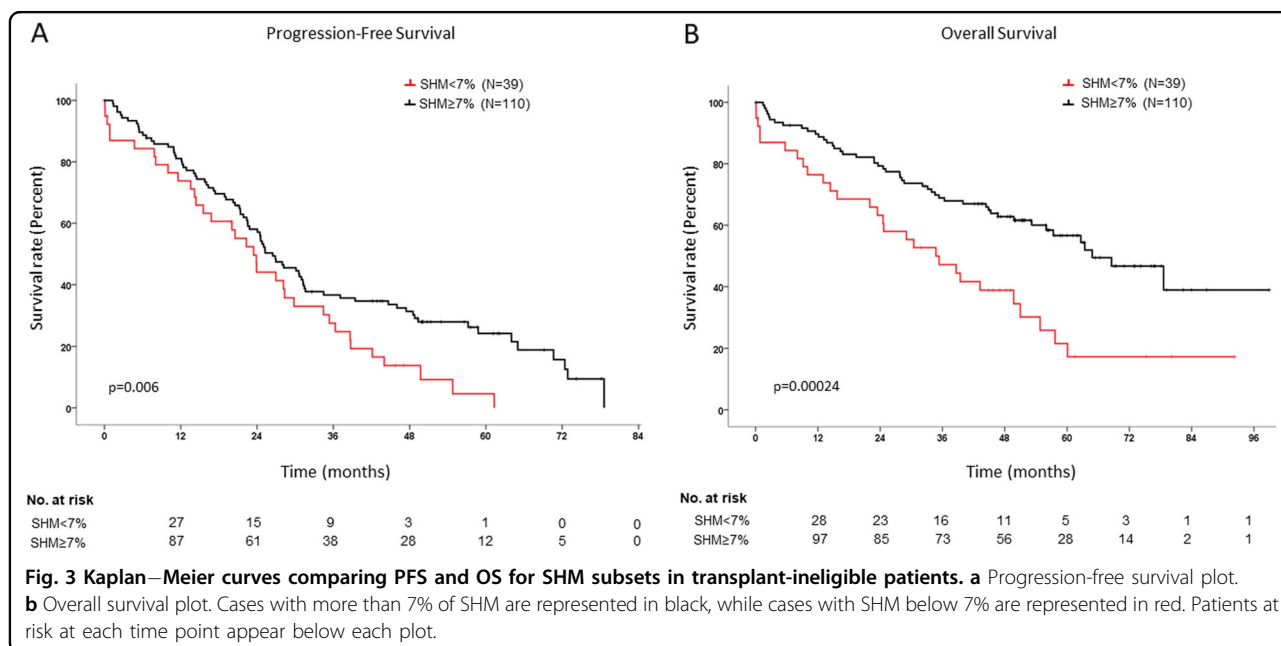 A
Progression-Free Survival
SHM<7% (N=39)
SHM≥7% (N=110)
Survival rate (Percent)
100
80
60
40
20
0
p=0.006
0 12 24 36 48 60 72 84
Time (months)
No. at risk
SHM<7% 27 15 9 3 1 0 0
SHM≥7% 87 61 38 28 12 5 0
B
Overall Survival
SHM<7% (N=39)
SHM≥7% (N=110)
Survival rate (Percent)
100
80
60
40
20
0
p=0.00024
0 12 24 36 48 60 72 84 96
Time (months)
No. at risk
SHM<7% 28 23 16 11 5 3 1 1
SHM≥7% 97 85 73 56 28 14 2 1
Fig. 3 Kaplan−Meier curves comparing PFS and OS for SHM subsets in transplant-ineligible patients. a Progression-free survival plot.
b Overall survival plot. Cases with more than 7% of SHM are represented in black, while cases with SHM below 7% are represented in red. Patients at
risk at each time point appear below each plot.